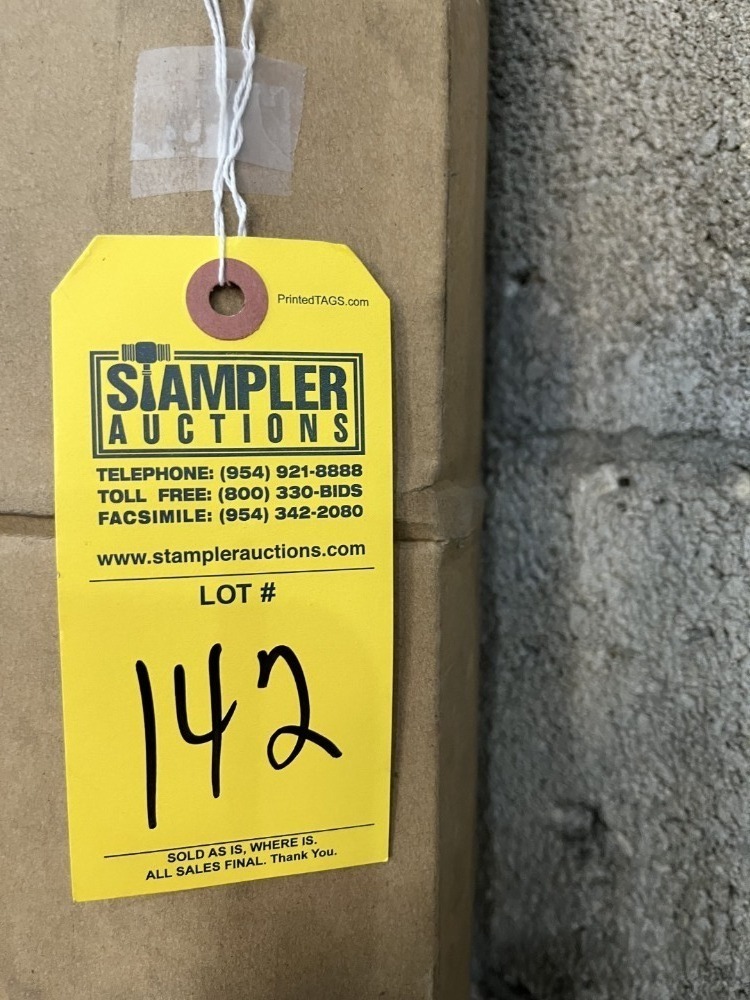 PrintedTAGS.com
STAMPLER
AUCTIONS
TELEPHONE: (954) 921-8888
TOLL FREE: (800) 330-BIDS
FACSIMILE: (954) 342-2080
www.stamplerauctions.com
LOT #
142
SOLD AS IS, WHERE IS.
ALL SALES FINAL. Thank You.